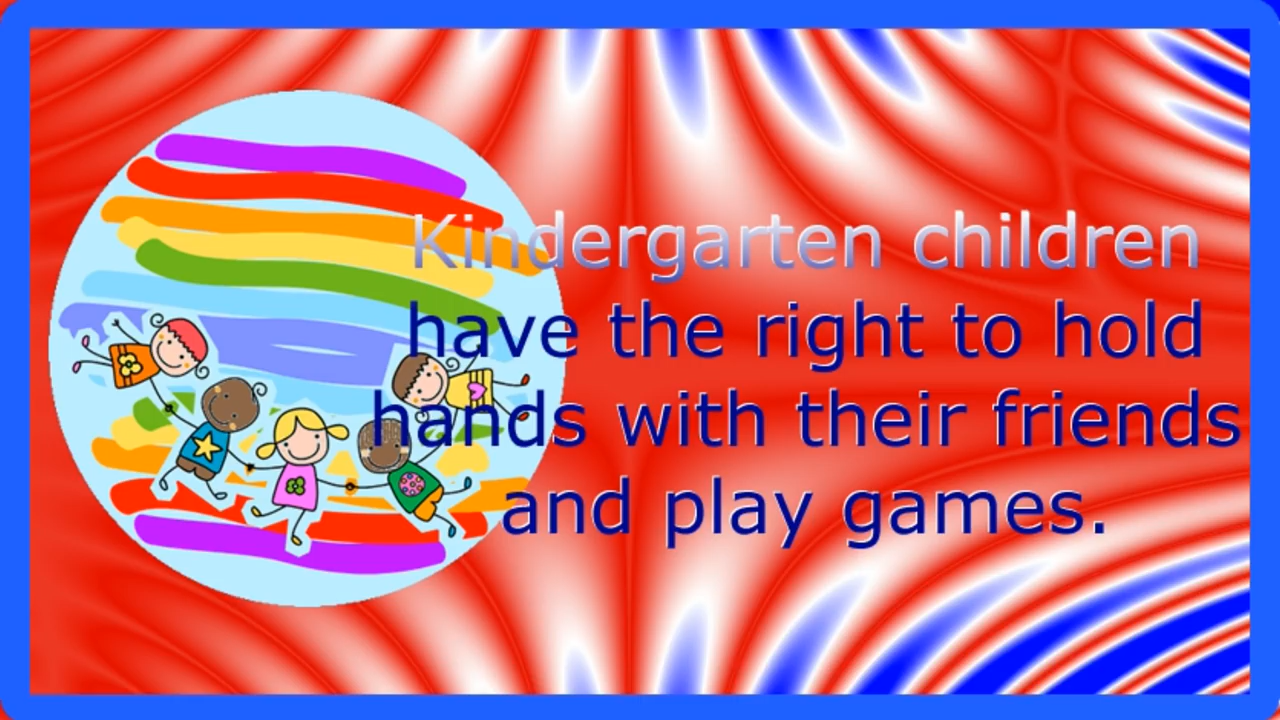 Kindergarten children
have the right to hold
hands with their friends
and play games.